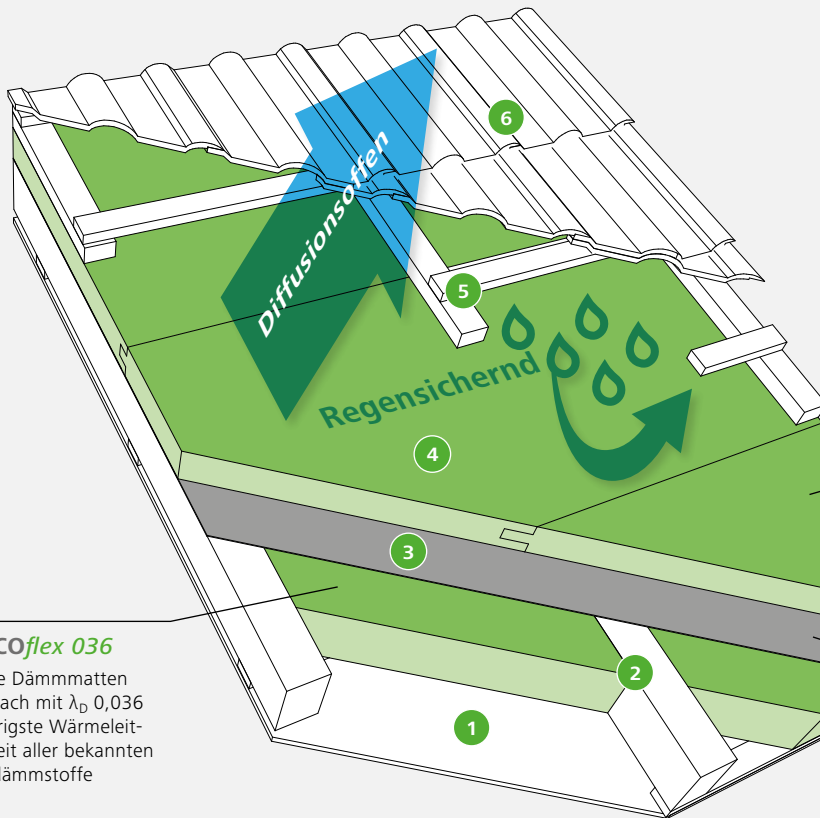 6
Diffusionsoffen
5
Regensichernd
4
3
COflex 036
e Dämmmatten
ach mit λD 0,036
rigste Wärmeleit-
eit aller bekannten
lämmstoffe
2
1